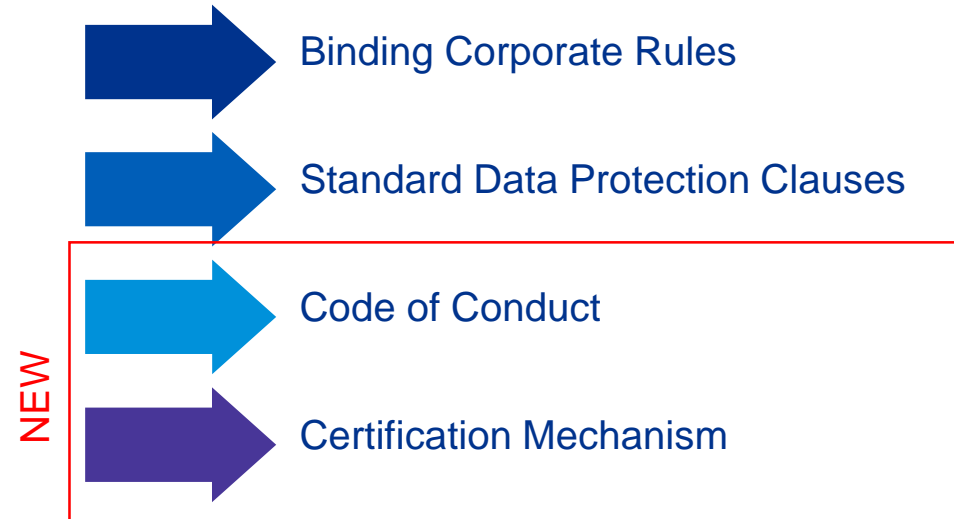 Binding Corporate Rules
Standard Data Protection Clauses
Code of Conduct
NEW
Certification Mechanism